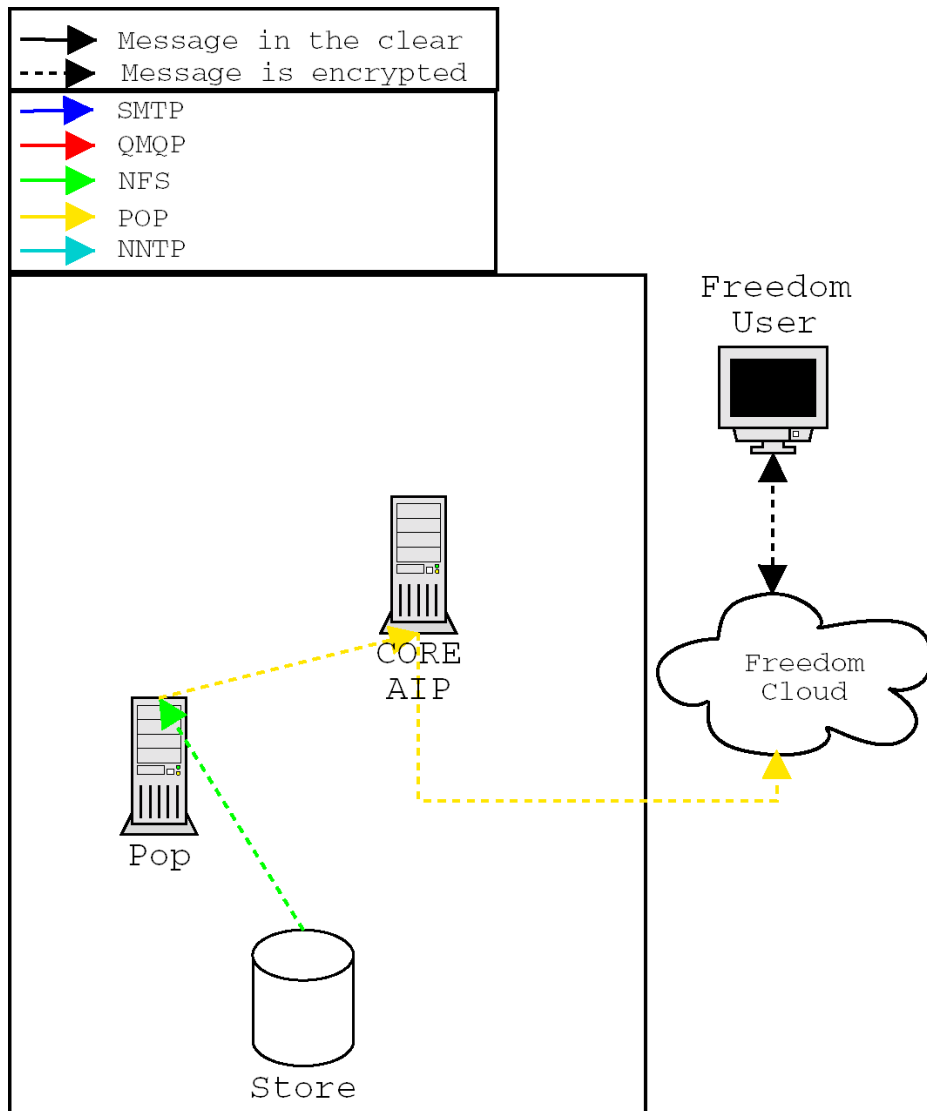 Message in the clear
Message is encrypted
SMTP
QMQP
NFS
POP
NNTP
Freedom
User
CORE
AIP
Freedom
Cloud
Pop
Store